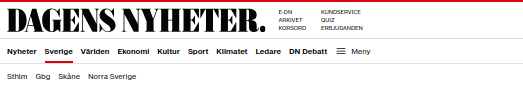 DAGENS NYHETER.
E-DN KUNDSERVICE
ARKIVET QUIZ
KORSORD ERBJUDANDEN
Nyheter Sverige Världen Ekonomi Kultur Sport Klimatet Ledare DN Debatt Meny
Sthlm Gbg Skåne Norra Sverige